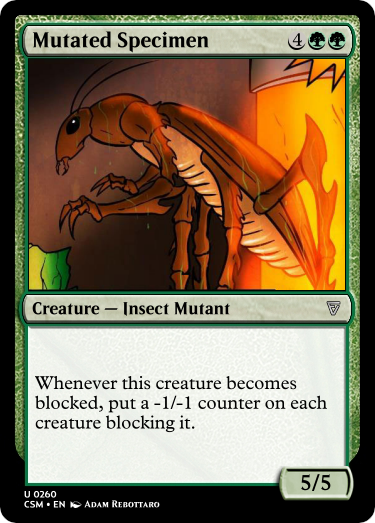 Mutated Specimen 4
Creature — Insect Mutant
Whenever this creature becomes
blocked, put a -1/-1 counter on each
creature blocking it.
5/5
U 0260
CSM • EN Adam Rebottaro